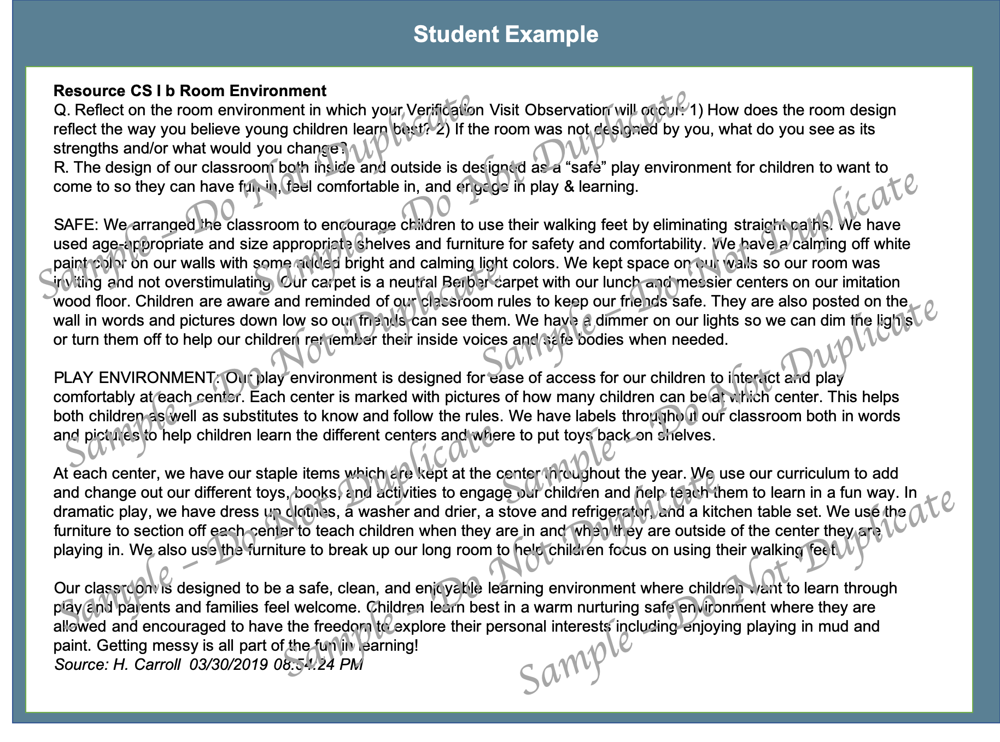 Student Example
Resource CS I b Room Environment
Q. Reflect on the room environment in which your Verification Visit Observation will occur: 1) How does the room design
reflect the way you believe young children learn best? 2) If the room was not designed by you, what do you see as its
strengths and/or what would you change?
R. The design of our classroom both inside and outside is designed as a “safe” play environment for children to want to
come to so they can have fun in, feel comfortable in, and engage in play & learning.
SAFE: We arranged the classroom to encourage children to use their walking feet by eliminating straight paths. We have
used age-appropriate and size appropriate shelves and furniture for safety and comfortability. We have a calming off white
paint color on our walls with some added bright and calming light colors. We kept space on our walls so our room was
inviting and not overstimulating. Our carpet is a neutral Berber carpet with our lunch and messier centers on our imitation
wood floor. Children are aware and reminded of our classroom rules to keep our friends safe. They are also posted on the
wall in words and pictures down low so our friends can see them. We have a dimmer on our lights so we can dim the lights
or turn them off to help our children remember their inside voices and safe bodies when needed.
PLAY ENVIRONMENT: Our play environment is designed for ease of access for our children to interact and play
comfortably at each center. Each center is marked with pictures of how many children can be at which center. This helps
both children as well as substitutes to know and follow the rules. We have labels throughout our classroom both in words
and pictures to help children learn the different centers and where to put toys back on shelves.
At each center, we have our staple items which are kept at the center throughout the year. We use our curriculum to add
and change out our different toys, books, and activities to engage our children and help teach them to learn in a fun way. In
dramatic play, we have dress up clothes, a washer and drier, a stove and refrigerator, and a kitchen table set. We use the
furniture to section off each center to teach children when they are in and when they are outside of the center they are
playing in. We also use the furniture to break up our long room to help children focus on using their walking feet.
Our classroom is designed to be a safe, clean, and enjoyable learning environment where children want to learn through
play and parents and families feel welcome. Children learn best in a warm nurturing safe environment where they are
allowed and encouraged to have the freedom to explore their personal interests including enjoying playing in mud and
paint. Getting messy is all part of the fun in learning!
Source: H. Carroll 03/30/2019 08:54:24 PM
Sample – Do Not Duplicate
Sample – Do Not Duplicate
Sample – Do Not Duplicate
Sample – Do Not Duplicate
Sample – Do Not Duplicate
Sample – Do Not Duplicate
Sample – Do Not Duplicate
Sample – Do Not Duplicate